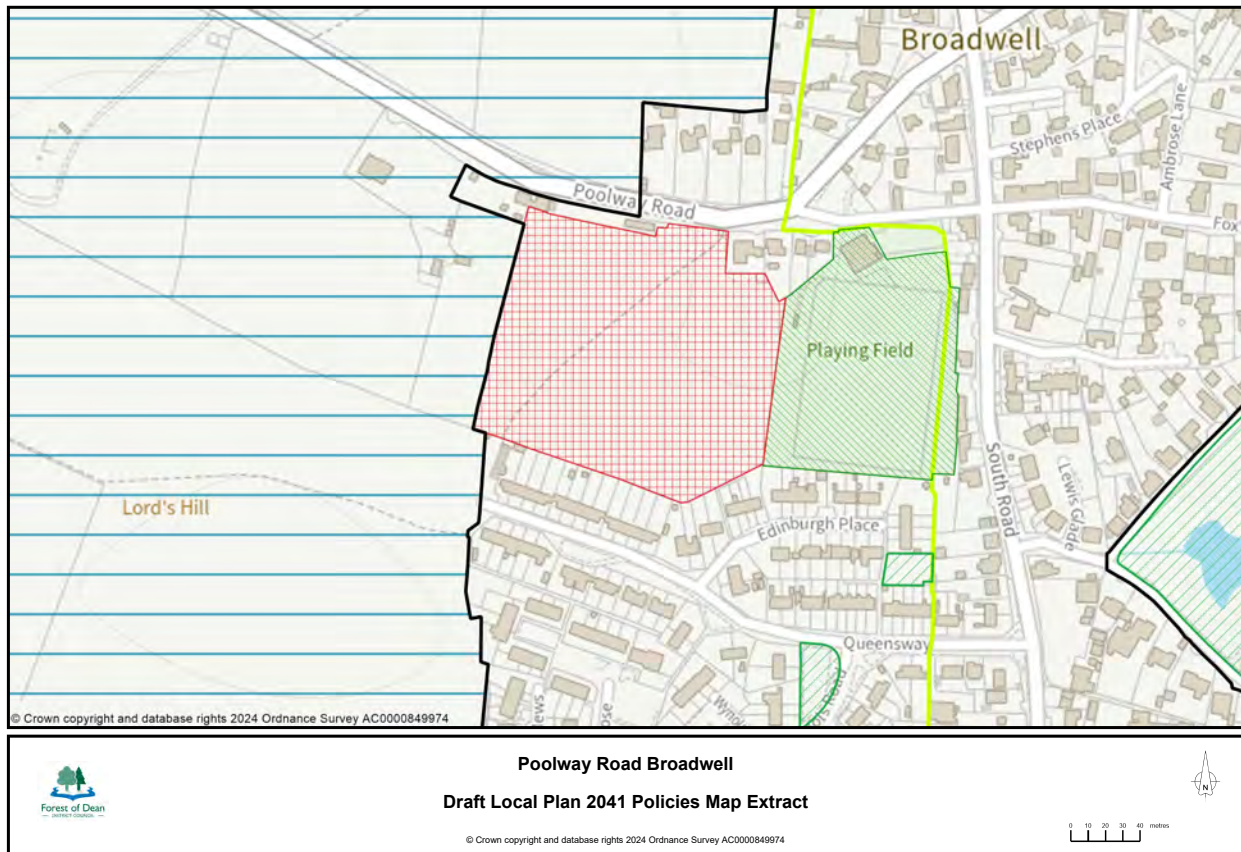 Broadwell
Stephens Place
Ambrose Lane
Poolway Road
Fox
Playing Field
South Road
Lewis Glade
Lord's Hill
Edinburgh Place
Queensway
© Crown copyright and database rights 2024 Ordnance Survey AC0000849974
Poolway Road Broadwell
Draft Local Plan 2041 Policies Map Extract
© Crown copyright and database rights 2024 Ordnance Survey AC0000849974
Forest of Dean
DISTRICT COUNCIL
N
0 10 20 30 40 metres